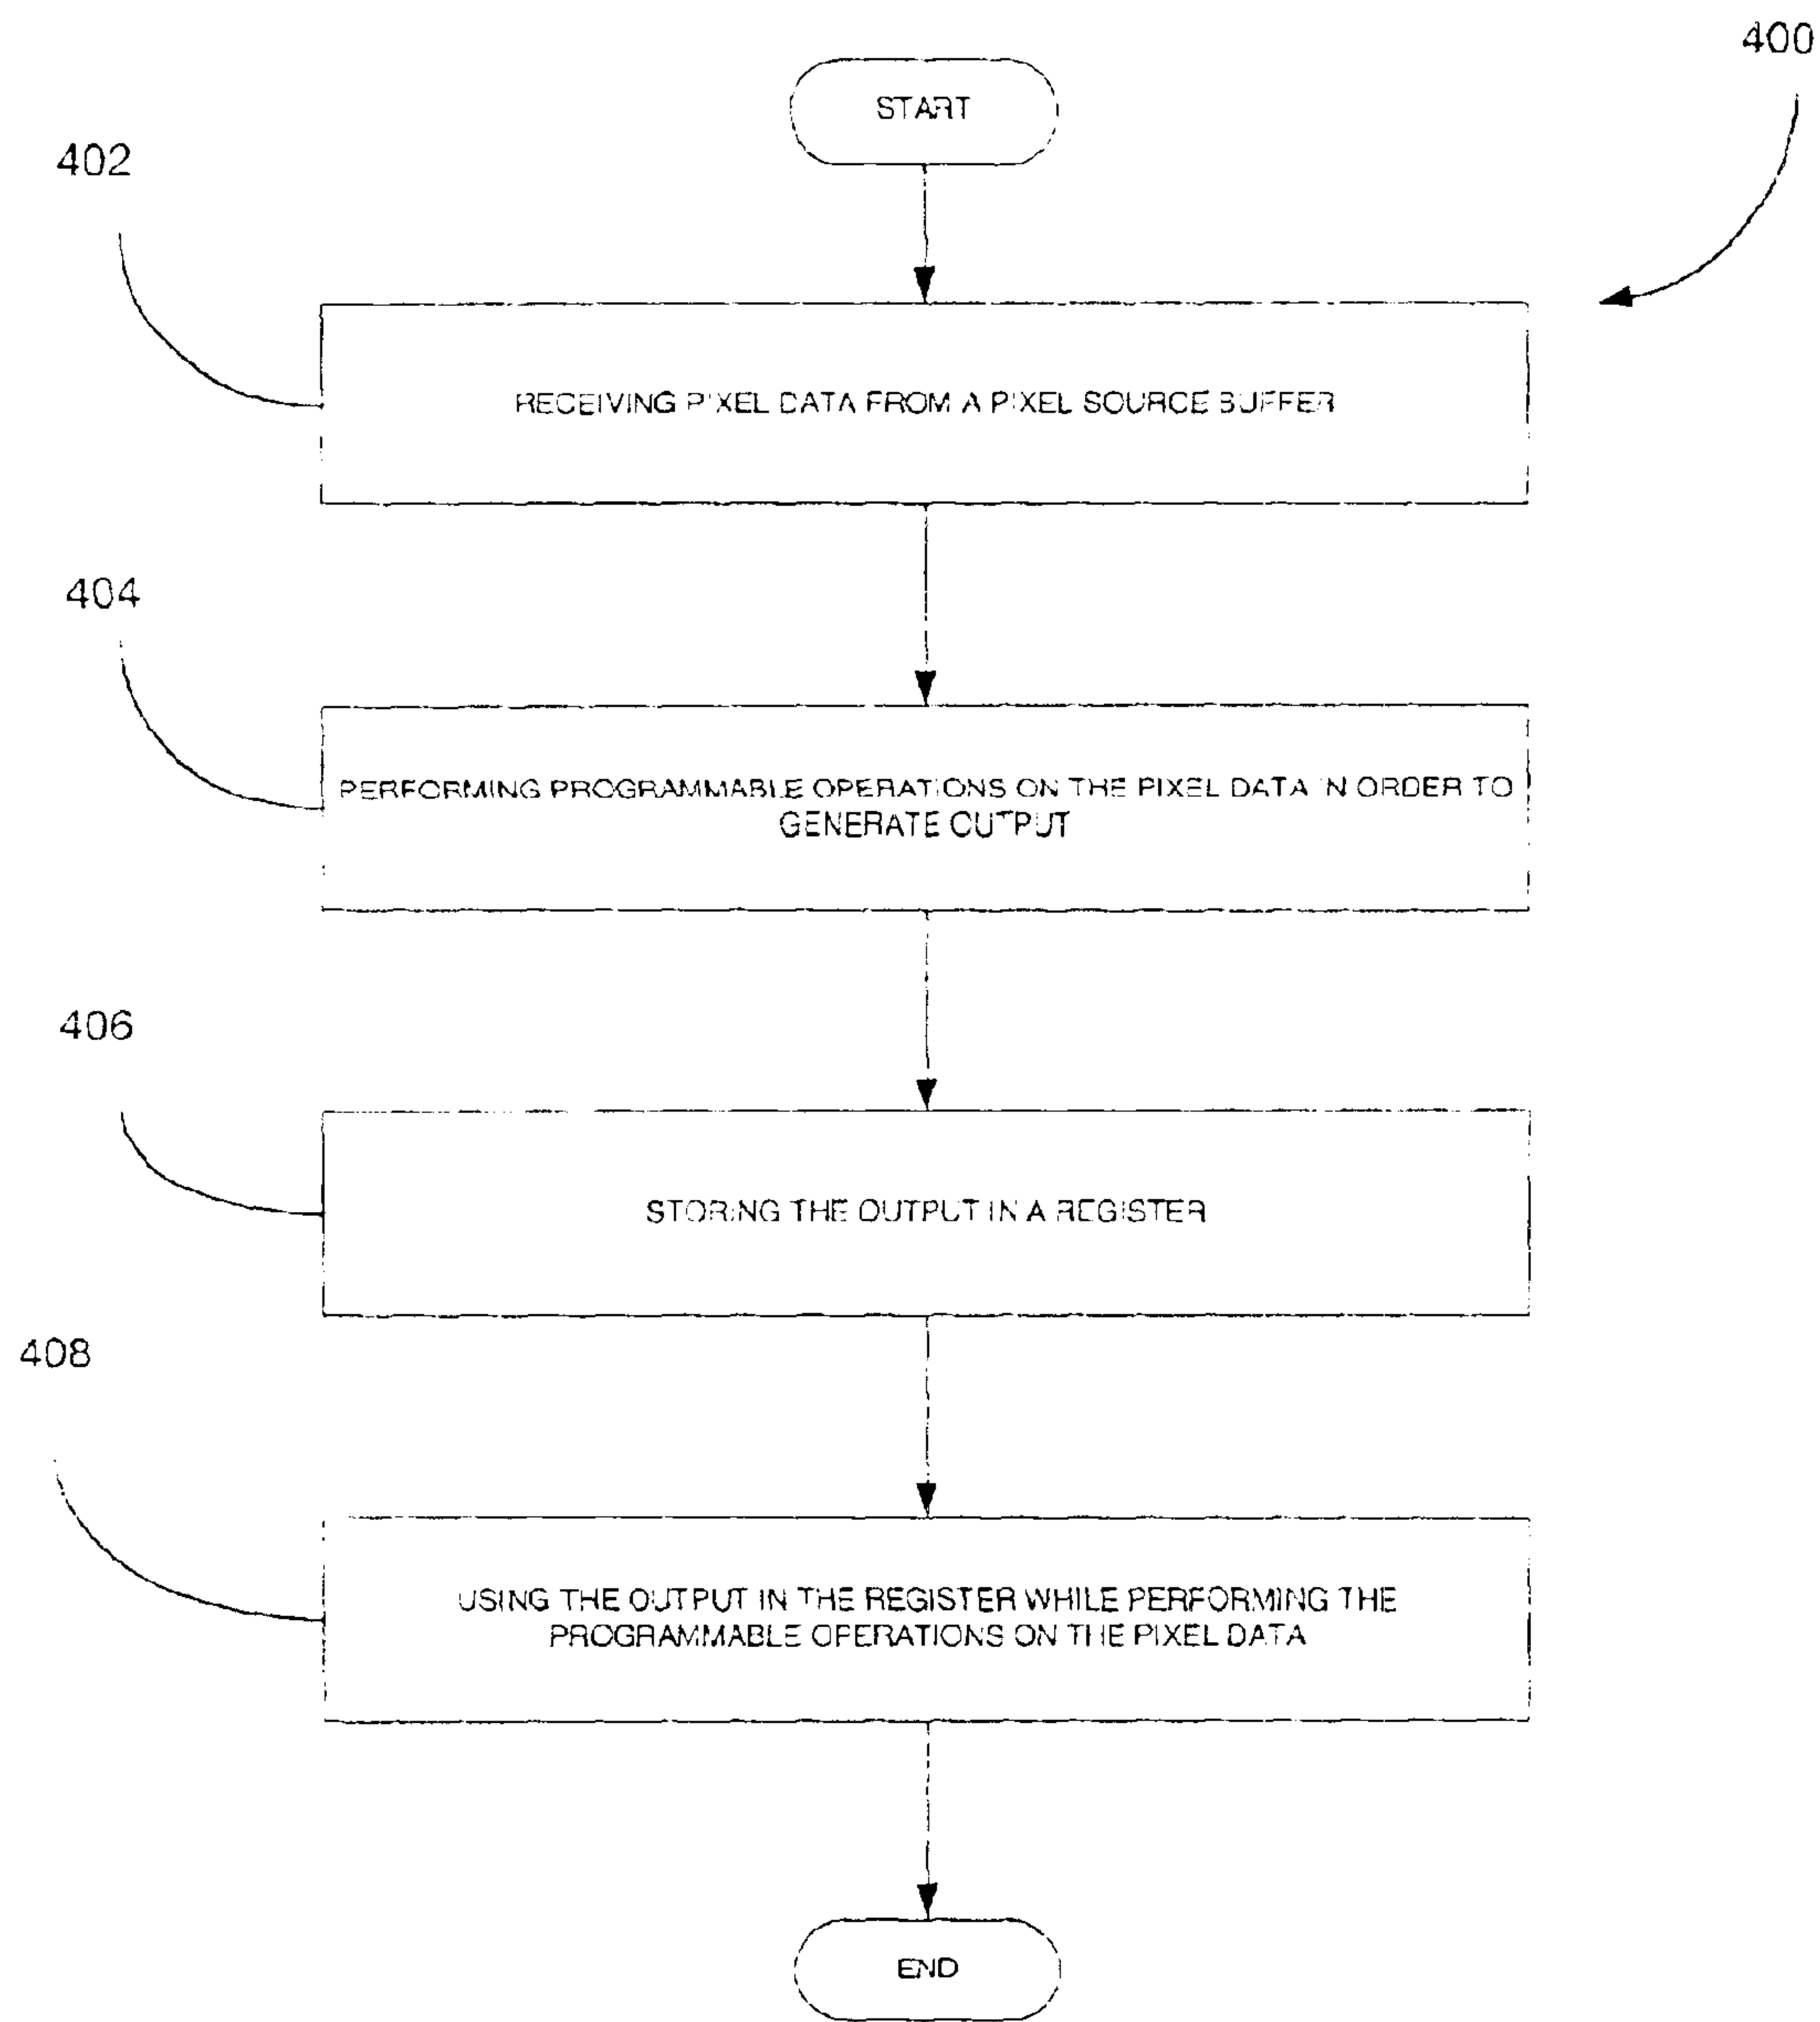 400
START
402
RECEIVING PIXEL DATA FROM A PIXEL SOURCE BUFFER
404
PERFORMING PROGRAMMABLE OPERATIONS ON THE PIXEL DATA IN ORDER TO
GENERATE OUTPUT
406
STORING THE OUTPUT IN A REGISTER
408
USING THE OUTPUT IN THE REGISTER WHILE PERFORMING THE
PROGRAMMABLE OPERATIONS ON THE PIXEL DATA
END